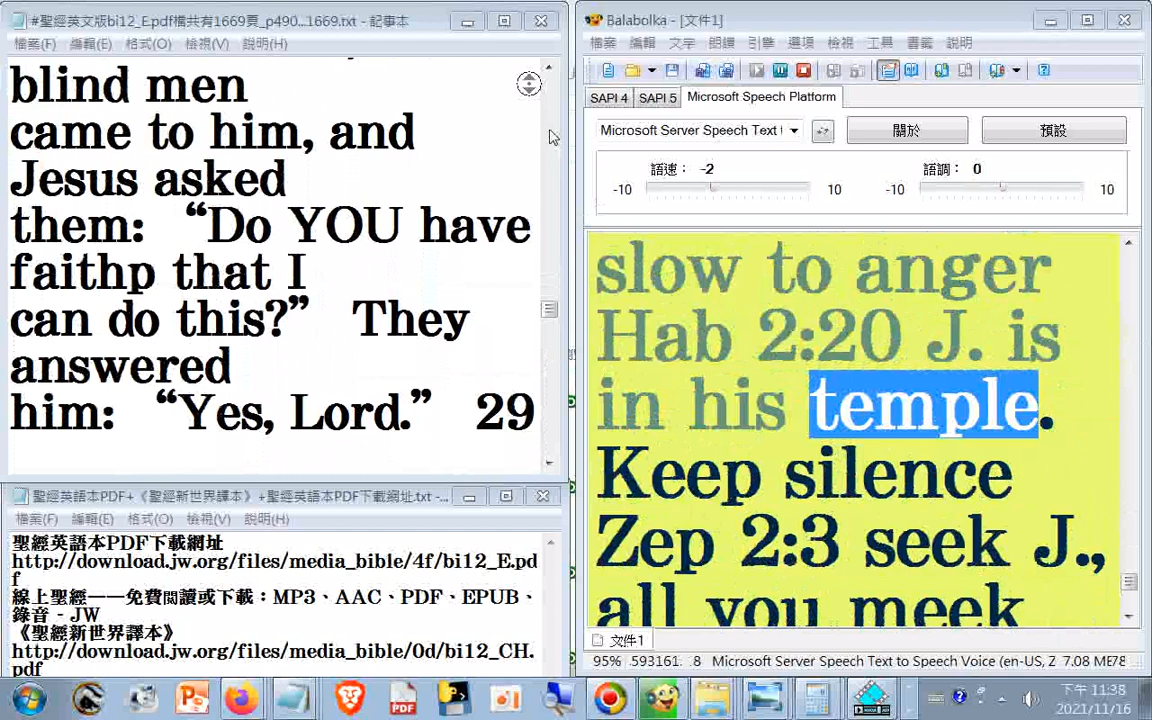 #聖經英文版bi12_E.pdf檔共有1669頁_p490...1669.txt - 記事本
檔案(F) 編輯(E) 格式(O) 檢視(V) 說明(H)
blind men
came to him, and
Jesus asked
them: “Do YOU have
faithp that I
can do this?” They
answered
him: “Yes, Lord.” 29
聖經英語本PDF+《聖經新世界譯本》+聖經英語本PDF下載網址.txt - ...
檔案(F) 編輯(E) 格式(O) 檢視(V) 說明(H)
聖經英語本PDF下載網址
http://download.jw.org/files/media_bible/4f/bi12_E.pd
f
線上聖經——免費閱讀或下載：MP3、AAC、PDF、EPUB、
錄音 - JW
《聖經新世界譯本》
http://download.jw.org/files/media_bible/0d/bi12_CH.
pdf
Balabolka - [文件1]
檔案 編輯 文字 朗讀 引擎 選項 檢視 工具 書籤 說明
SAPI 4 SAPI 5 Microsoft Speech Platform
Microsoft Server Speech Text 關於 預設
語速： -2 語調： 0
-10 10 -10 10
slow to anger
Hab 2:20 J. is
in his temple.
Keep silence
Zep 2:3 seek J.,
all you meek
文件1
95% .593161. .8 Microsoft Server Speech Text to Speech Voice (en-US, Z 7.08 ME78
PDF
下午 11:38
2021/11/16